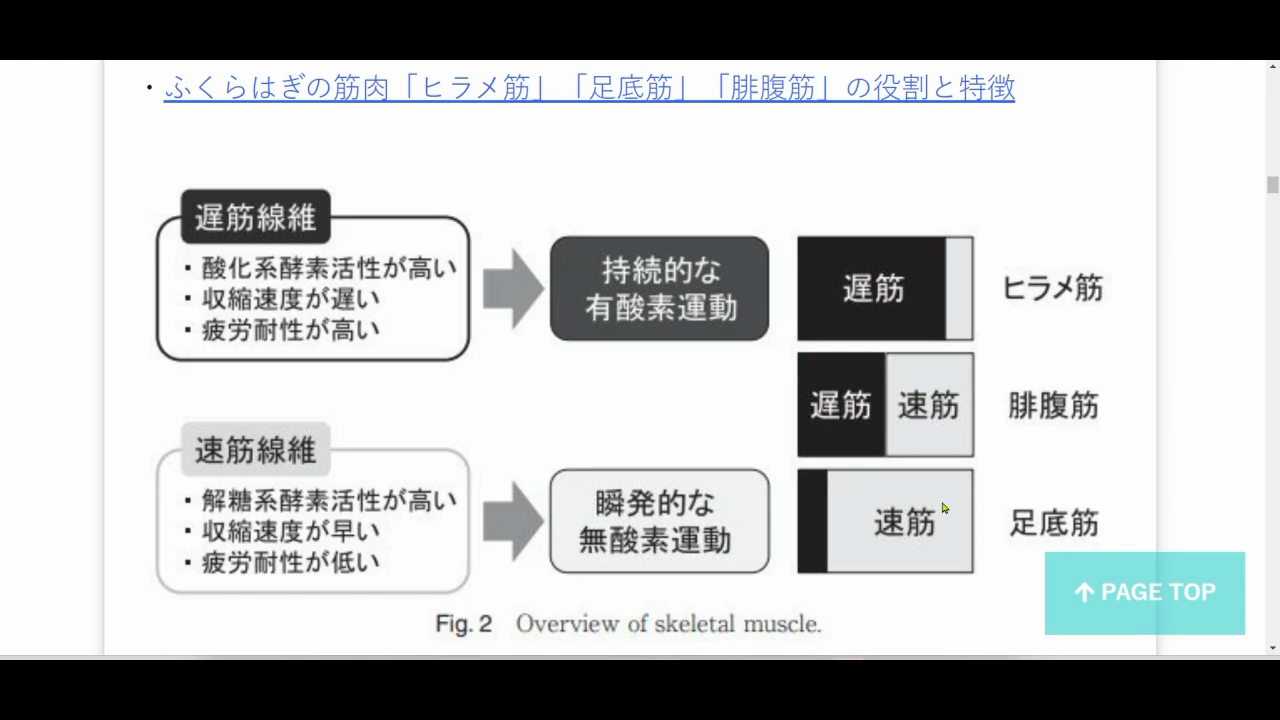 ・ふくらはぎの筋肉「ヒラメ筋」「足底筋」「腓腹筋」の役割と特徴
遅筋線維
・酸化系酵素活性が高い
・収縮速度が遅い
・疲労耐性が高い
持続的な
有酸素運動
遅筋
ヒラメ筋
遅筋
速筋
腓腹筋
速筋線維
・解糖系酵素活性が高い
・収縮速度が早い
・疲労耐性が低い
瞬発的な
無酸素運動
速筋
足底筋
↑ PAGE TOP
Fig. 2 Overview of skeletal muscle.